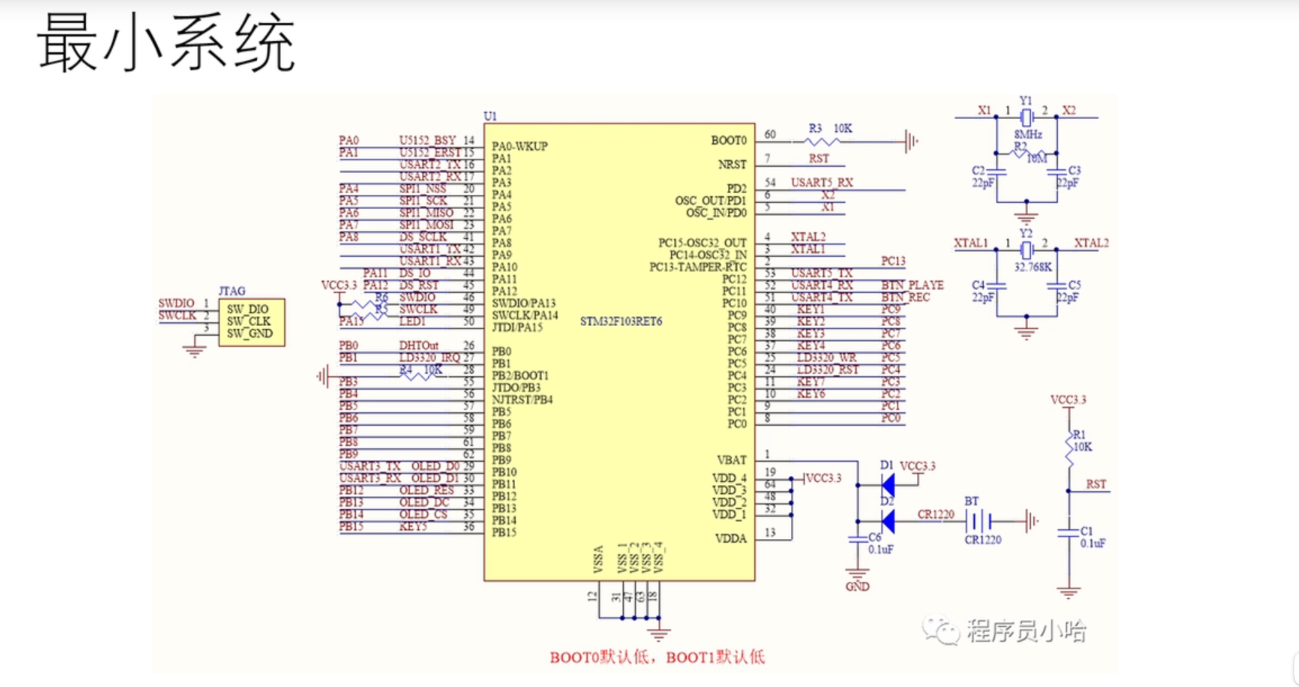 最小系统
U1
PA0 U5152_BSY 14 PA0-WKUP
PA1 U5152_ERST 15 PA1
USART2_TX 16 PA2
USART2_RX 17 PA3
PA4 SPI1_NSS 20 PA4
PA5 SPI1_SCK 21 PA5
PA6 SPI1_MISO 22 PA6
PA7 SPI1_MOSI 23 PA7
PA8 DS_SCLK 41 PA8
USART1_TX 42 PA9
USART1_RX 43 PA10
PA11 DS_IO 44 PA11
PA12 DS_RST 45 PA12
VCC3.3
R6 SWDIO 46 SWDIO/PA13
R5 SWCLK 49 SWCLK/PA14
PA15 LED1 50 JTDI/PA15
PB0 DHTOut 26 PB0
PB1 LD3320_IRQ 27 PB1
R4 10K 28 PB2/BOOT1
PB3 55 JTDO/PB3
PB4 56 NJTRST/PB4
PB5 57 PB5
PB6 58 PB6
PB7 59 PB7
PB8 61 PB8
PB9 62 PB9
USART3_TX OLED_D0 29 PB10
USART3_RX OLED_D1 30 PB11
PB12 OLED_RES 33 PB12
PB13 OLED_DC 34 PB13
PB14 OLED_CS 35 PB14
PB15 KEY5 36 PB15
JTAG
SWDIO 1 SW_DIO
SWCLK 2 SW_CLK
3 SW_GND
STM32F103RET6
BOOT0 60 R3 10K
NRST 7 RST
PD2 54 USART5_RX
OSC_OUT/PD1 6 X2
OSC_IN/PD0 5 X1
PC15-OSC32_OUT 4 XTAL2
PC14-OSC32_IN 3 XTAL1
PC13-TAMPER-RTC 2 PC13
PC12 53 USART5_TX
PC11 52 USART4_RX BTN_PLAYE
PC10 51 USART4_TX BTN_REC
PC9 40 KEY1 PC9
PC8 39 KEY2 PC8
PC7 38 KEY3 PC7
PC6 37 KEY4 PC6
PC5 25 LD3320_WR PC5
PC4 24 LD3320_RST PC4
PC3 11 KEY7 PC3
PC2 10 KEY6 PC2
PC1 9 PC1
PC0 8 PC0
VBAT 1
VDD_4 19 VCC3.3
VDD_3 64
VDD_2 48
VDD_1 32
VDDA 13
VSSA 12
VSS_1 31
VSS_2 47
VSS_3 63
VSS_4 18
Y1
X1 1 2 X2
8MHz
R2
10M
C2 C3
22pF 22pF
Y2
XTAL1 1 2 XTAL2
32.768K
C4 C5
22pF 22pF
D1 VCC3.3
D2
CR1220 BT
CR1220
C6
0.1uF
GND
VCC3.3
R1
10K
RST
C1
0.1uF
程序员小哈
BOOT0默认低，BOOT1默认低